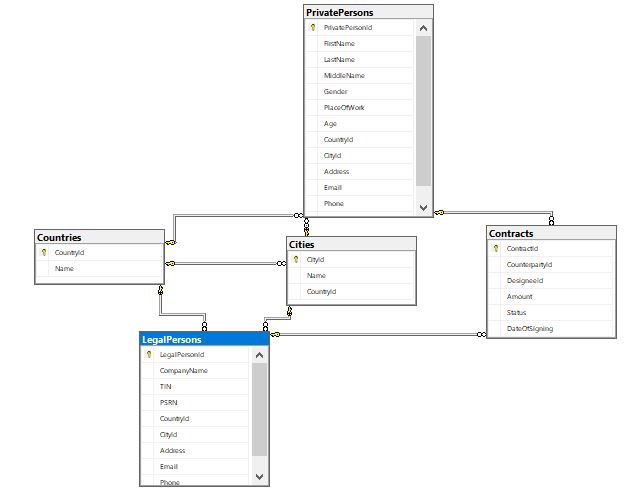 PrivatePersons
PrivatePersonId
FirstName
LastName
MiddleName
Gender
PlaceOfWork
Age
CountryId
CityId
Address
Email
Phone
Countries
CountryId
Name
Cities
CityId
Name
CountryId
Contracts
ContractId
CounterpartyId
DesigneeId
Amount
Status
DateOfSigning
LegalPersons
LegalPersonId
CompanyName
TIN
PSRN
CountryId
CityId
Address
Email
Phone